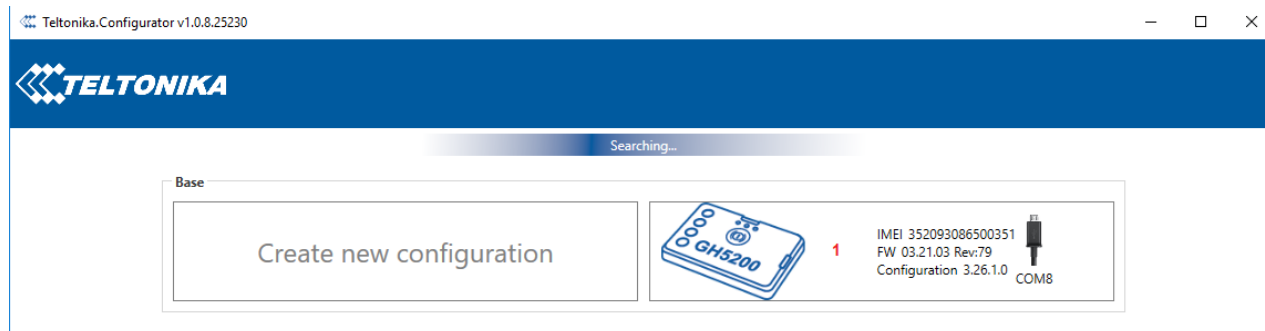 Teltonika.Configurator v1.0.8.25230
TELTONIKA
Searching...
Base
Create new configuration
GH5200
1
IMEI 352093086500351
FW 03.21.03 Rev:79
Configuration 3.26.1.0
COM8